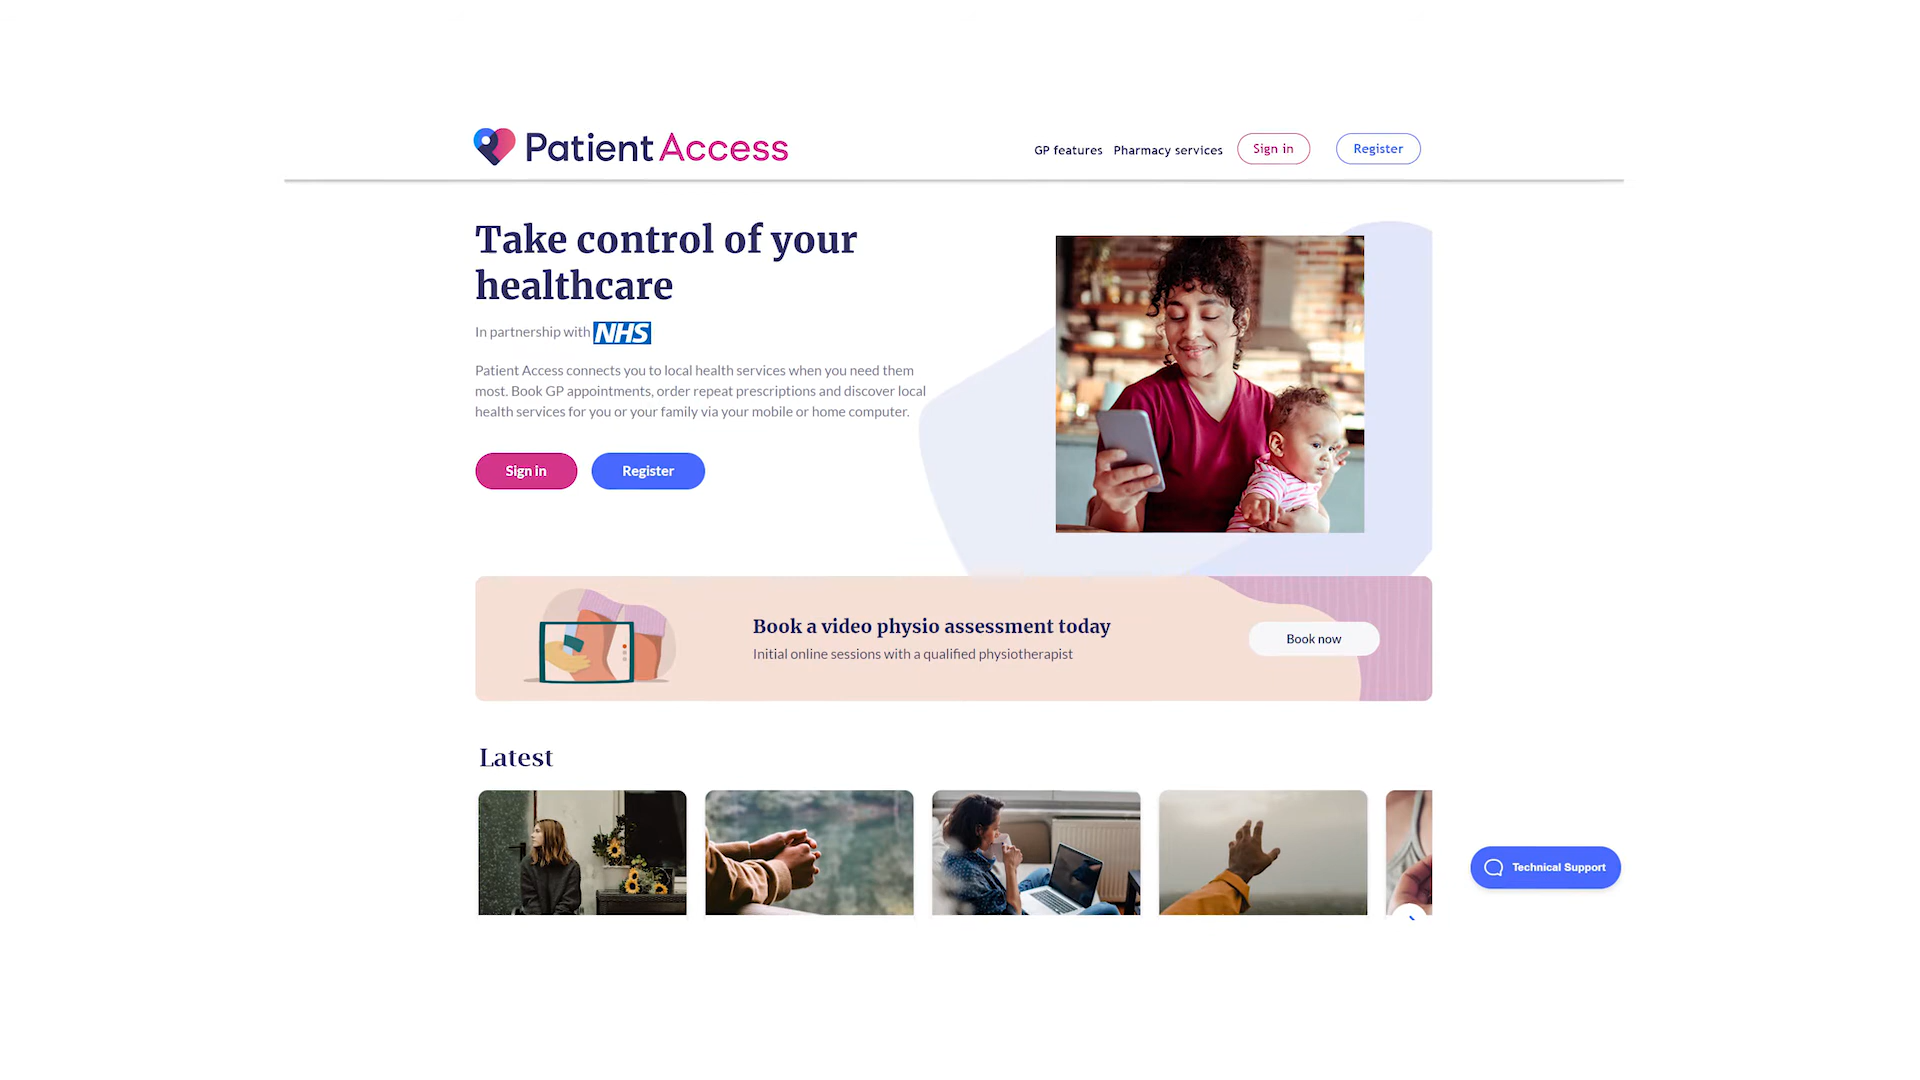 Patient Access
GP features
Pharmacy services
Sign in
Register
Take control of your
healthcare
In partnership with NHS
Patient Access connects you to local health services when you need them
most. Book GP appointments, order repeat prescriptions and discover local
health services for you or your family via your mobile or home computer.
Sign in
Register
Book a video physio assessment today
Initial online sessions with a qualified physiotherapist
Book now
Latest
Technical Support